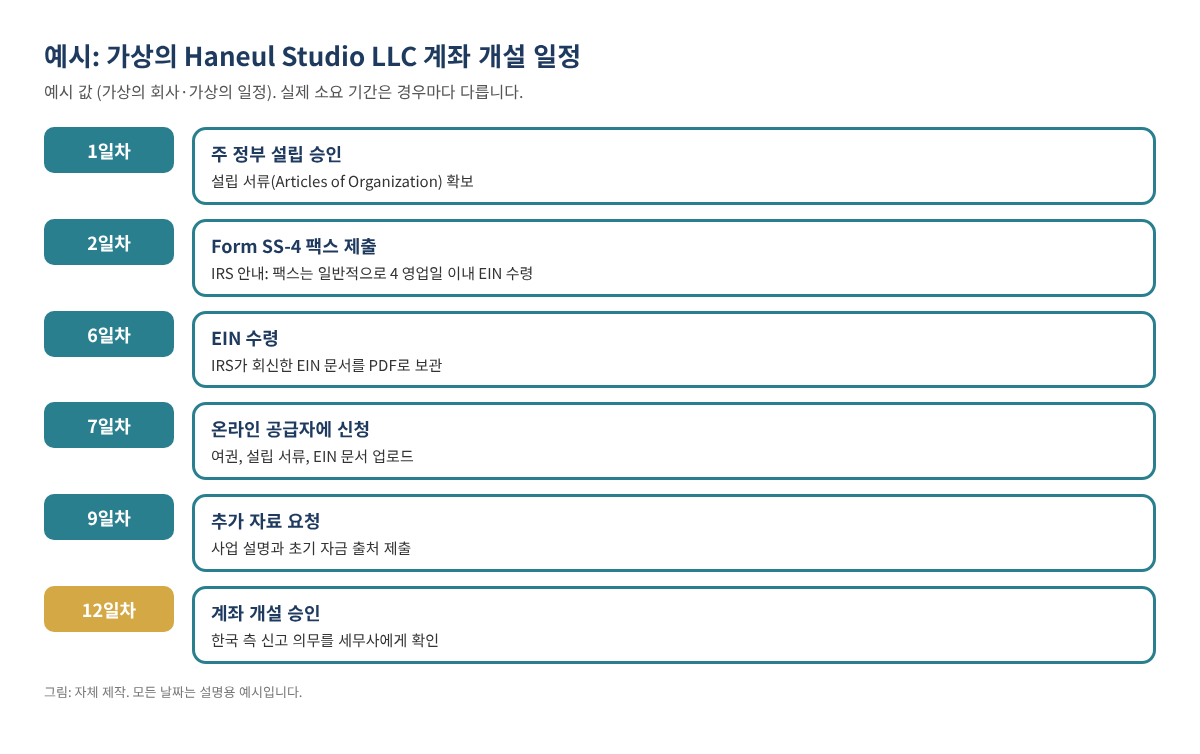 예시: 가상의 Haneul Studio LLC 계좌 개설 일정
예시 값 (가상의 회사·가상의 일정). 실제 소요 기간은 경우마다 다릅니다.
1일차
주 정부 설립 승인
설립 서류(Articles of Organization) 확보
2일차
Form SS-4 팩스 제출
IRS 안내: 팩스는 일반적으로 4 영업일 이내 EIN 수령
6일차
EIN 수령
IRS가 회신한 EIN 문서를 PDF로 보관
7일차
온라인 공급자에 신청
여권, 설립 서류, EIN 문서 업로드
9일차
추가 자료 요청
사업 설명과 초기 자금 출처 제출
12일차
계좌 개설 승인
한국 측 신고 의무를 세무사에게 확인
그림: 자체 제작. 모든 날짜는 설명용 예시입니다.